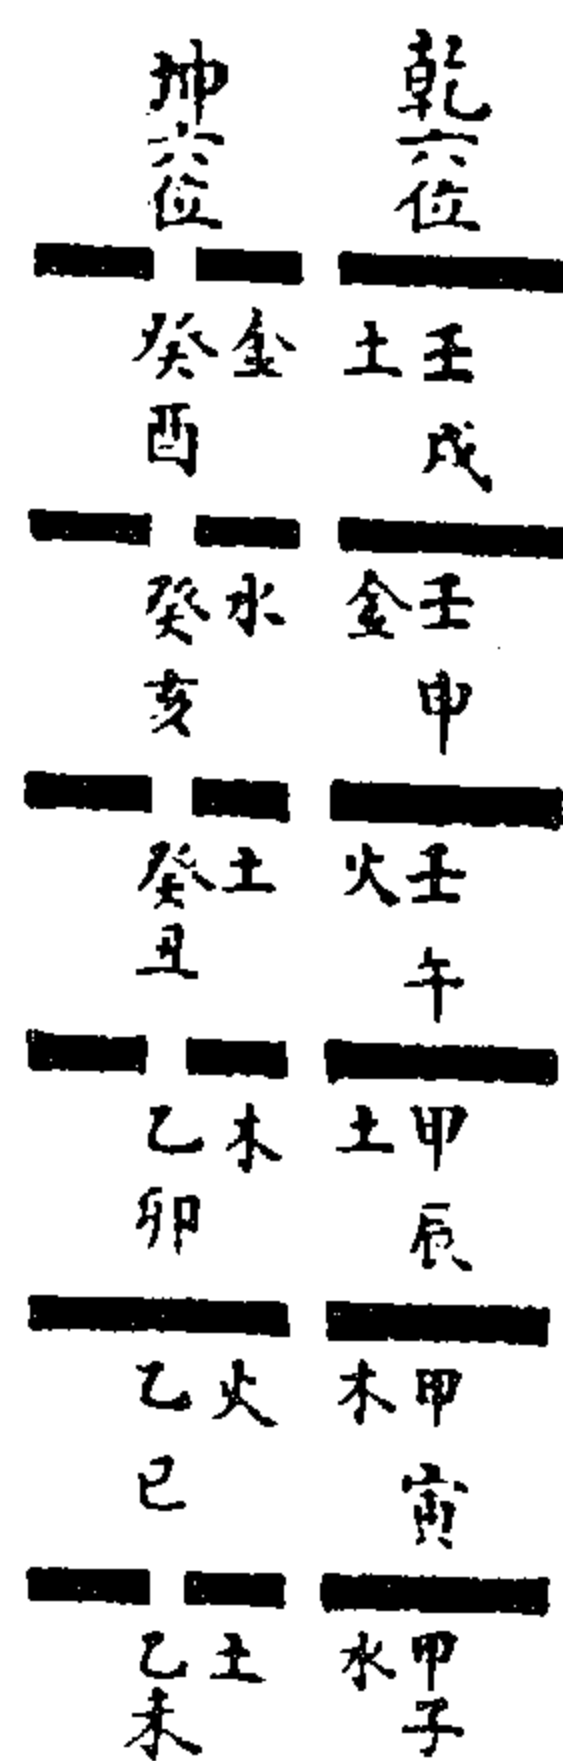 乾六位
壬戌土
壬申金
壬午火
甲辰土
甲寅木
甲子水
坤六位
癸酉金
癸亥水
癸丑土
乙卯木
乙巳火
乙未土